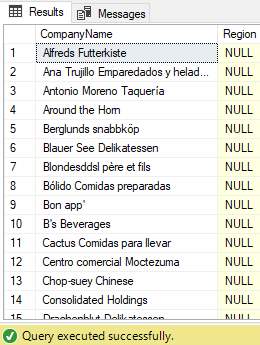 Results Messages
CompanyName Region
1 Alfreds Futterkiste NULL
2 Ana Trujillo Emparedados y helad... NULL
3 Antonio Moreno Taquería NULL
4 Around the Horn NULL
5 Berglunds snabbköp NULL
6 Blauer See Delikatessen NULL
7 Blondesddsl père et fils NULL
8 Bólido Comidas preparadas NULL
9 Bon app' NULL
10 B's Beverages NULL
11 Cactus Comidas para llevar NULL
12 Centro comercial Moctezuma NULL
13 Chop-suey Chinese NULL
14 Consolidated Holdings NULL
15 Drachenblut Delikatessen NULL
Query executed successfully.